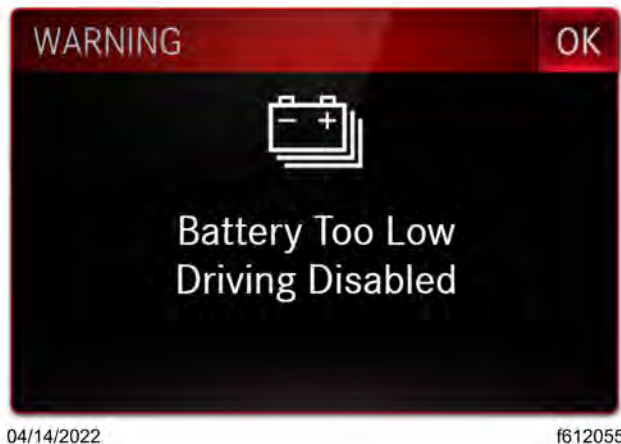 WARNING OK
Battery Too Low
Driving Disabled
04/14/2022 f612055